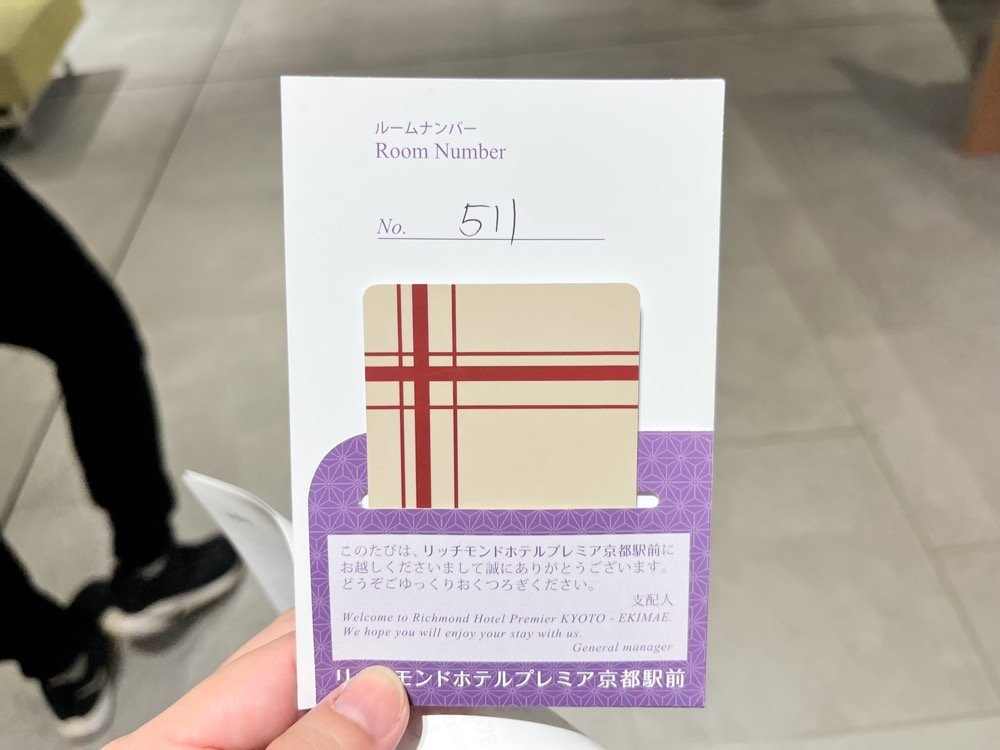 ルームナンバー
Room Number
No. 511
このたびは、リッチモンドホテルプレミア京都駅前に
お越しくださいまして誠にありがとうございます。
どうぞごゆっくりおくつろぎください。
支配人
Welcome to Richmond Hotel Premier KYOTO - EKIMAE.
We hope you will enjoy your stay with us.
General manager
リッチモンドホテルプレミア京都駅前